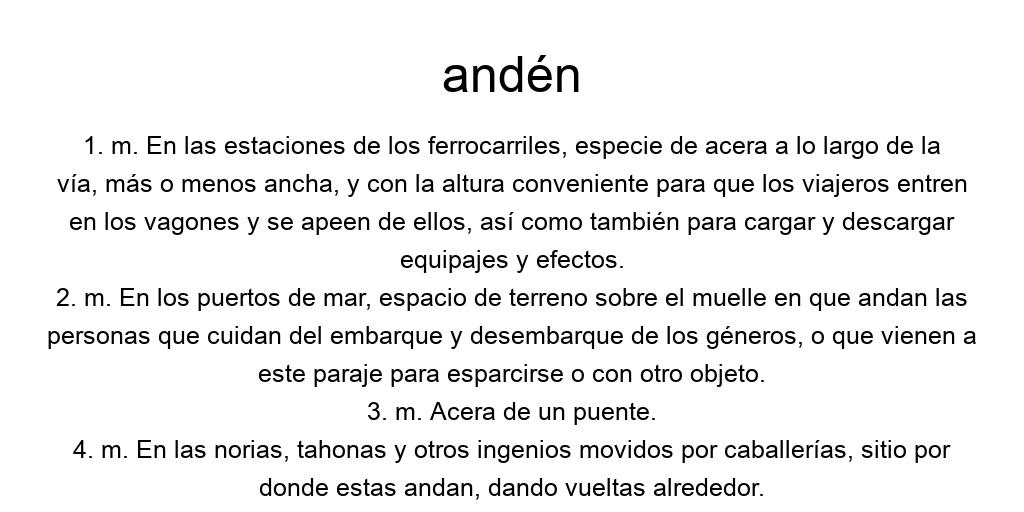 andén
1. m. En las estaciones de los ferrocarriles, especie de acera a lo largo de la
vía, más o menos ancha, y con la altura conveniente para que los viajeros entren
en los vagones y se apeen de ellos, así como también para cargar y descargar
equipajes y efectos.
2. m. En los puertos de mar, espacio de terreno sobre el muelle en que andan las
personas que cuidan del embarque y desembarque de los géneros, o que vienen a
este paraje para esparcirse o con otro objeto.
3. m. Acera de un puente.
4. m. En las norias, tahonas y otros ingenios movidos por caballerías, sitio por
donde estas andan, dando vueltas alrededor.